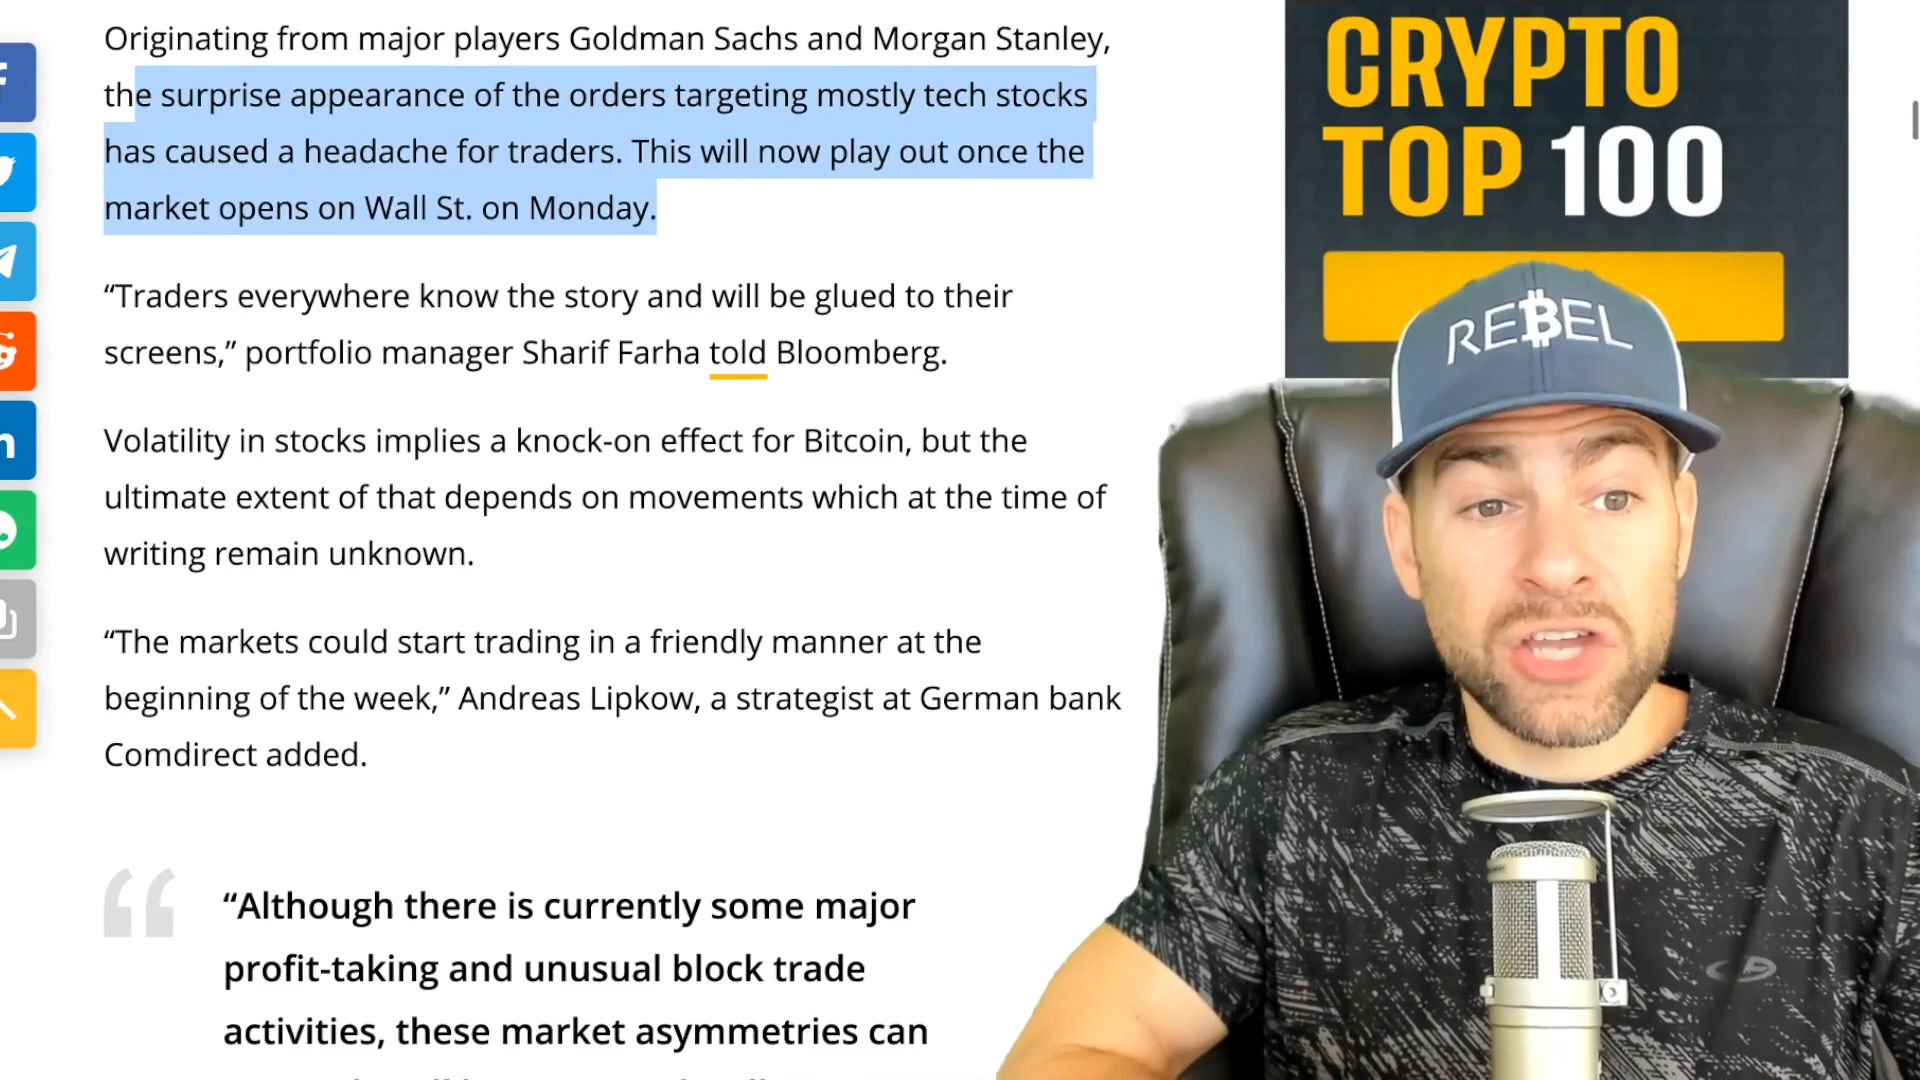 Originating from major players Goldman Sachs and Morgan Stanley,
the surprise appearance of the orders targeting mostly tech stocks
has caused a headache for traders. This will now play out once the
market opens on Wall St. on Monday.
“Traders everywhere know the story and will be glued to their
screens,” portfolio manager Sharif Farha told Bloomberg.
Volatility in stocks implies a knock-on effect for Bitcoin, but the
ultimate extent of that depends on movements which at the time of
writing remain unknown.
“The markets could start trading in a friendly manner at the
beginning of the week,” Andreas Lipkow, a strategist at German bank
Comdirect added.
“Although there is currently some major
profit-taking and unusual block trade
activities, these market asymmetries can
CRYPTO
TOP 100
REBEL